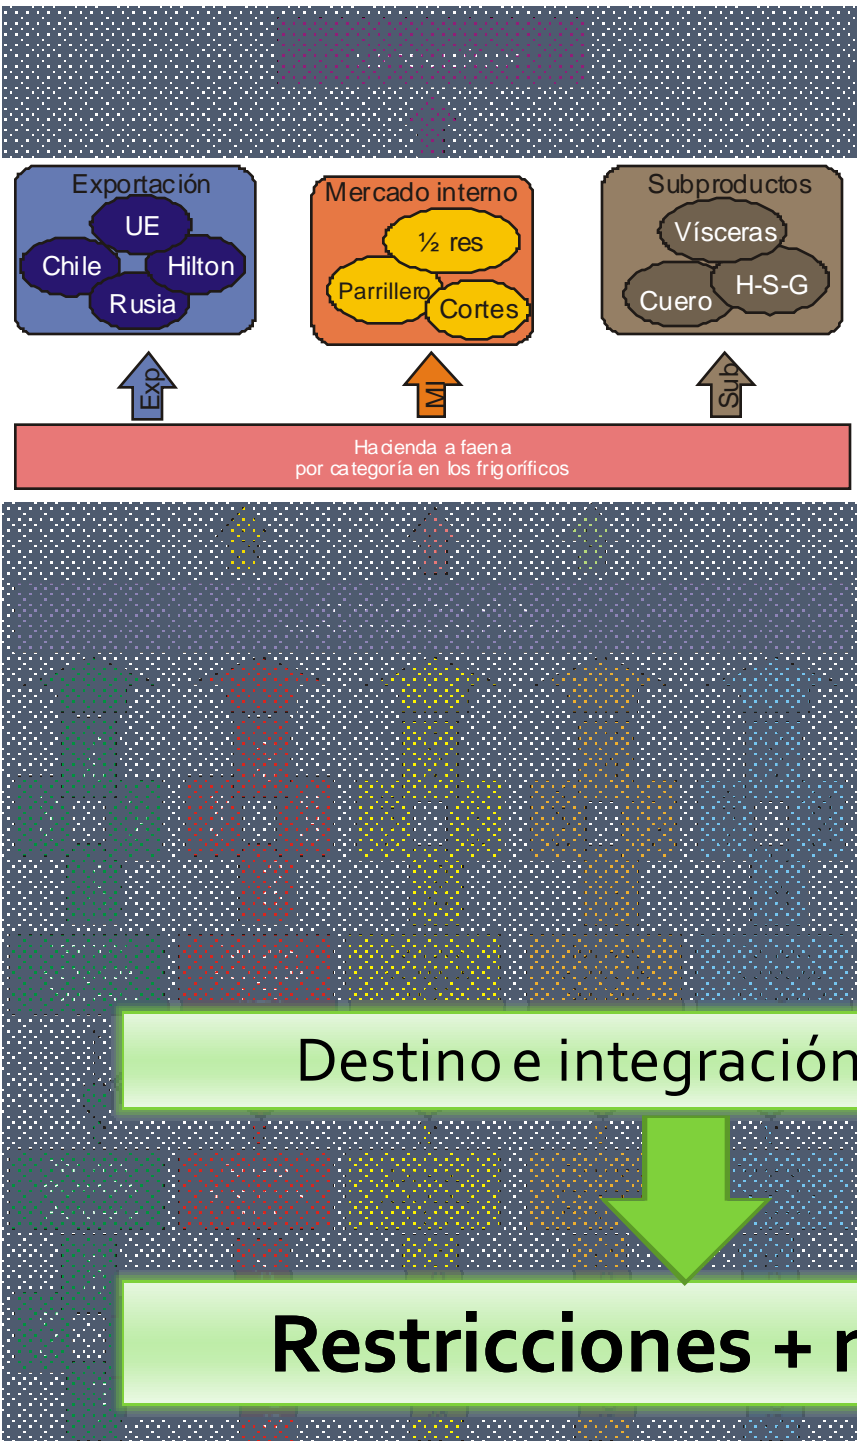 Exportación
UE
Chile
Hilton
Rusia
Mercado interno
½ res
Parrillero
Cortes
Subproductos
Vísceras
Cuero
H-S-G
Exp
MI
Sub
Hacienda a faena
por categoría en los frigoríficos
Destino e integración
Restricciones +